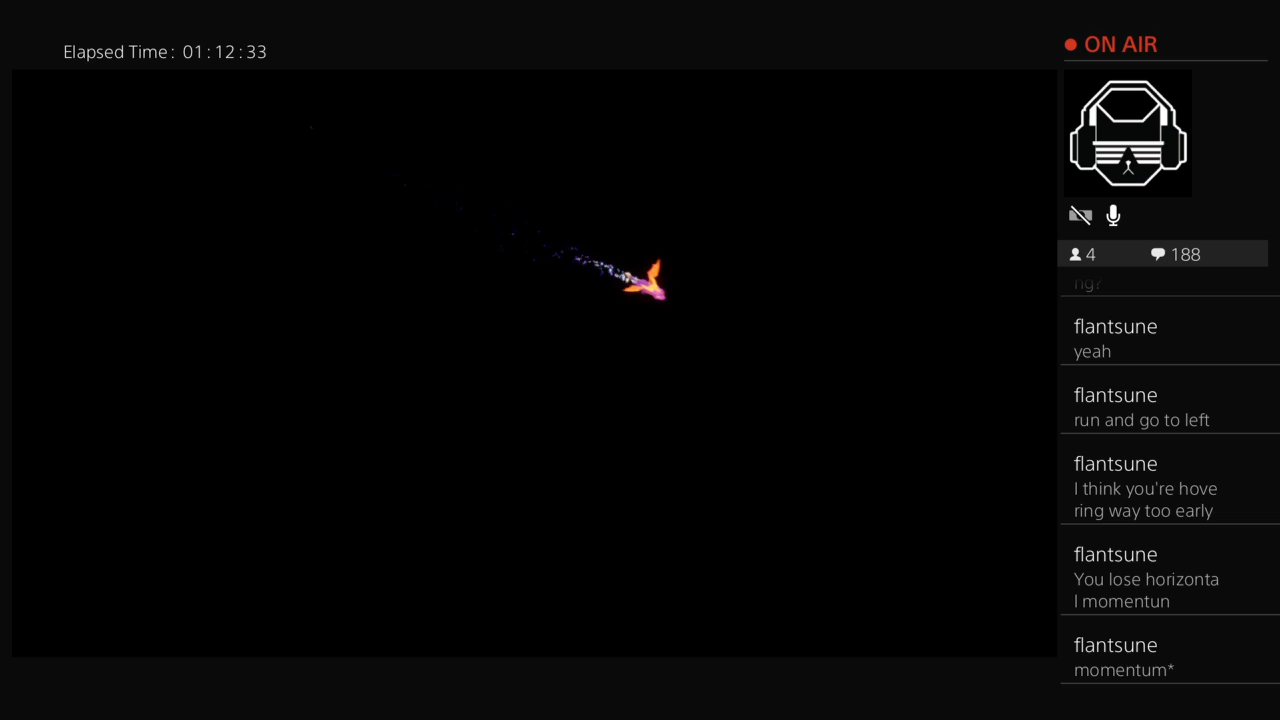 Elapsed Time: 01:12:33
ON AIR
4 188
ng?
flantsune
yeah
flantsune
run and go to left
flantsune
I think you're hove
ring way too early
flantsune
You lose horizonta
l momentun
flantsune
momentum*